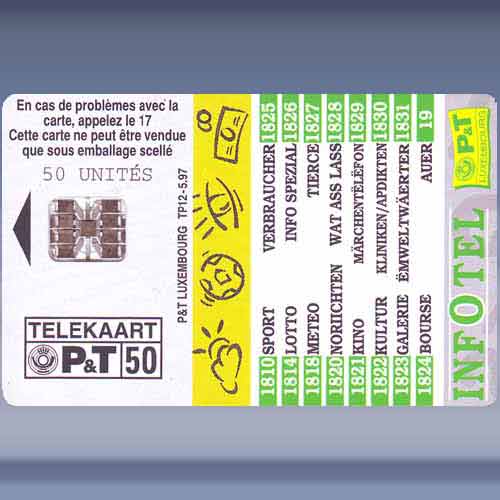 En cas de problèmes avec la
carte, appelez le 17
Cette carte ne peut être vendue
que sous emballage scellé
50 UNITÉS
TELEKAART
P&T 50
P&T LUXEMBOURG TP12-5.97
1810 SPORT
1814 LOTTO
1818 METEO
1820 NORIICHTEN
1821 KINO
1822 KULTUR
1823 GALERIE
1824 BOURSE
VERBRAUCHER 1825
INFO SPEZIAL 1826
TIERCE 1827
WAT ASS LASS 1828
MÄRCHENTËLEFON 1829
KLINIKEN/APDIKTEN 1830
ËMWELTWÄERTER 1831
AUER 19
INFOTEL
P&T
LUXEMBOURG